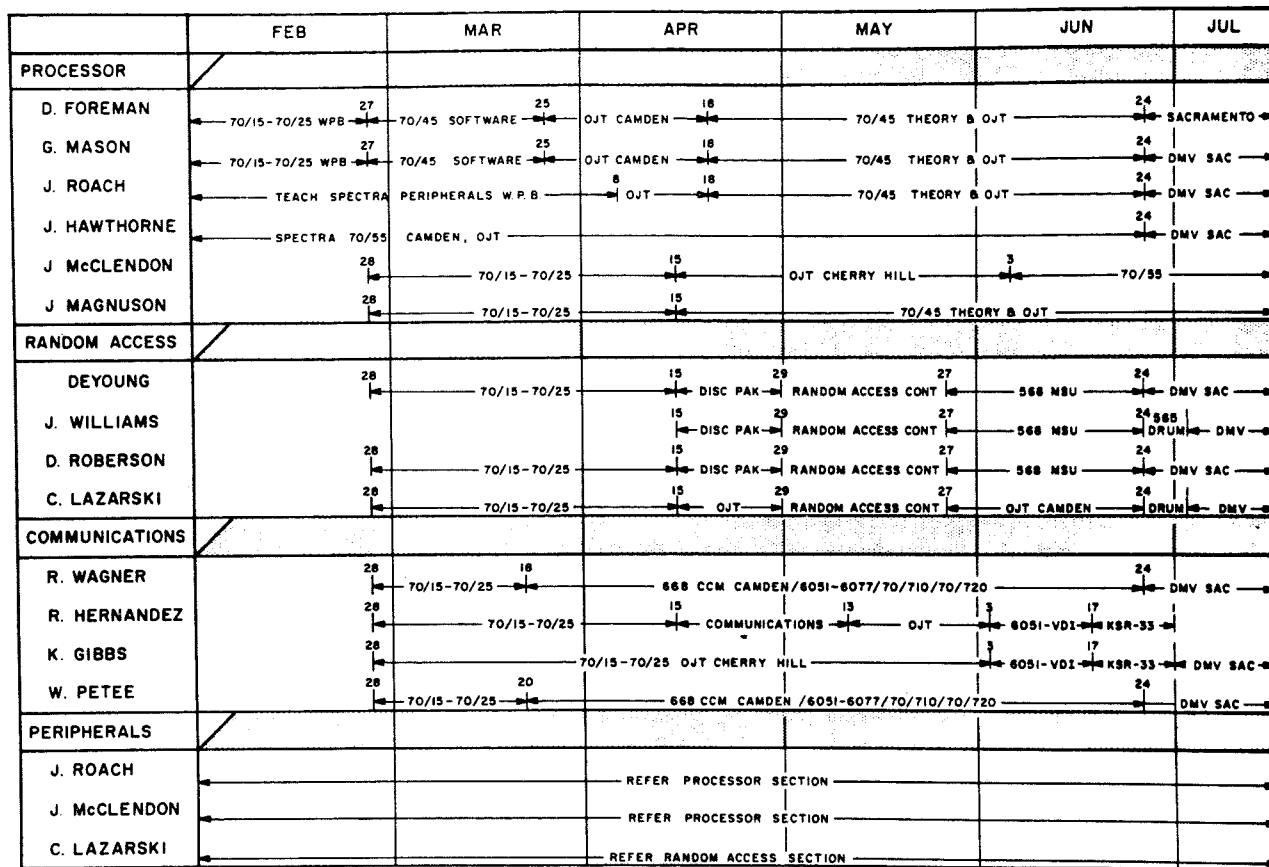 FEB MAR APR MAY JUN JUL
PROCESSOR
D. FOREMAN 27 25 18 24
70/15-70/25 WPB 70/45 SOFTWARE OJT CAMDEN 70/45 THEORY & OJT SACRAMENTO
G. MASON 27 25 18 24
70/15-70/25 WPB 70/45 SOFTWARE OJT CAMDEN 70/45 THEORY & OJT DMV SAC
J. ROACH 8 18 24
TEACH SPECTRA PERIPHERALS W.P.B. OJT 70/45 THEORY & OJT DMV SAC
J. HAWTHORNE 24
SPECTRA 70/55 CAMDEN, OJT DMV SAC
J McCLENDON 28 15 3
70/15-70/25 OJT CHERRY HILL 70/55
J MAGNUSON 28 15
70/15-70/25 70/45 THEORY & OJT
RANDOM ACCESS
DEYOUNG 28 15 29 27 24
70/15-70/25 DISC PAK RANDOM ACCESS CONT 568 MSU DMV SAC
J. WILLIAMS 15 29 27 24 565
DISC PAK RANDOM ACCESS CONT 568 MSU DRUM DMV
D. ROBERSON 28 15 29 27 24
70/15-70/25 DISC PAK RANDOM ACCESS CONT 568 MSU DMV SAC
C. LAZARSKI 28 15 29 27 24
70/15-70/25 OJT RANDOM ACCESS CONT OJT CAMDEN DRUM DMV
COMMUNICATIONS
R. WAGNER 28 18 24
70/15-70/25 668 CCM CAMDEN/6051-6077/70/710/70/720 DMV SAC
R. HERNANDEZ 28 15 13 3 17
70/15-70/25 COMMUNICATIONS OJT 6051-VDI KSR-33
K. GIBBS 28 3 17
70/15-70/25 OJT CHERRY HILL 6051-VDI KSR-33 DMV SAC
W. PETEE 28 20 24
70/15-70/25 668 CCM CAMDEN /6051-6077/70/710/70/720 DMV SAC
PERIPHERALS
J. ROACH
REFER PROCESSOR SECTION
J. McCLENDON
REFER PROCESSOR SECTION
C. LAZARSKI
REFER RANDOM ACCESS SECTION